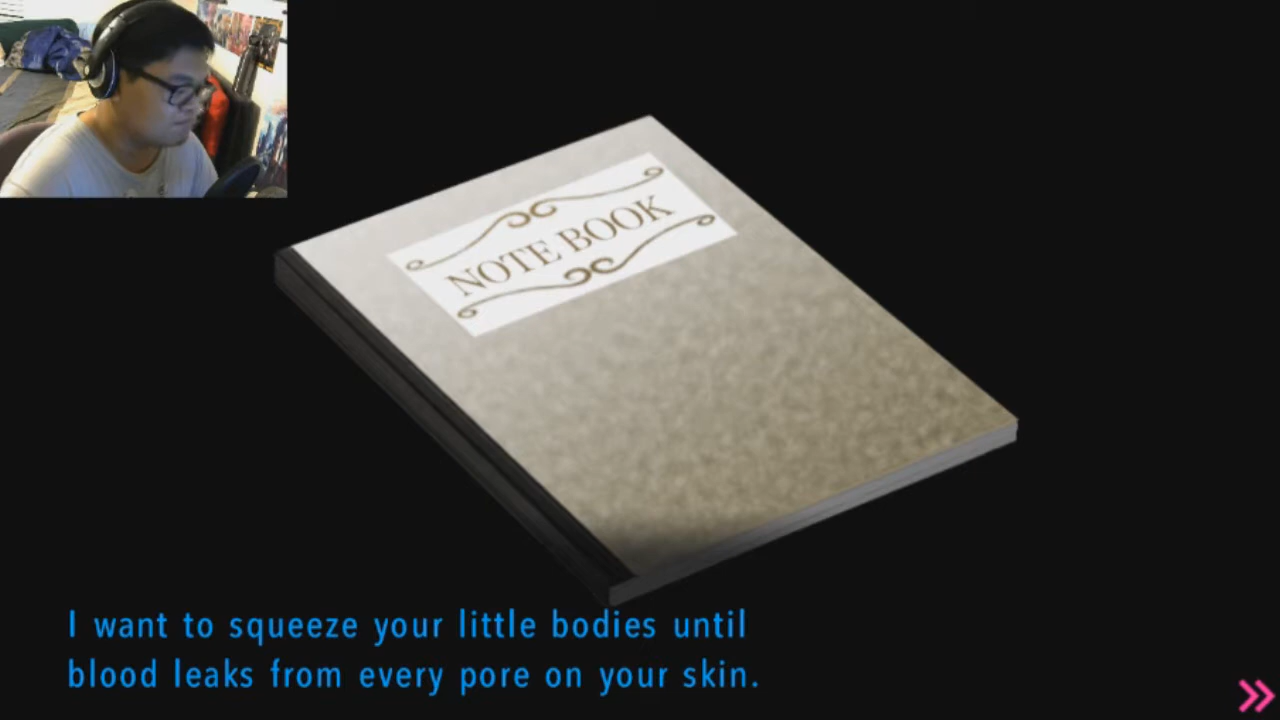 NOTE BOOK
I want to squeeze your little bodies until
blood leaks from every pore on your skin.